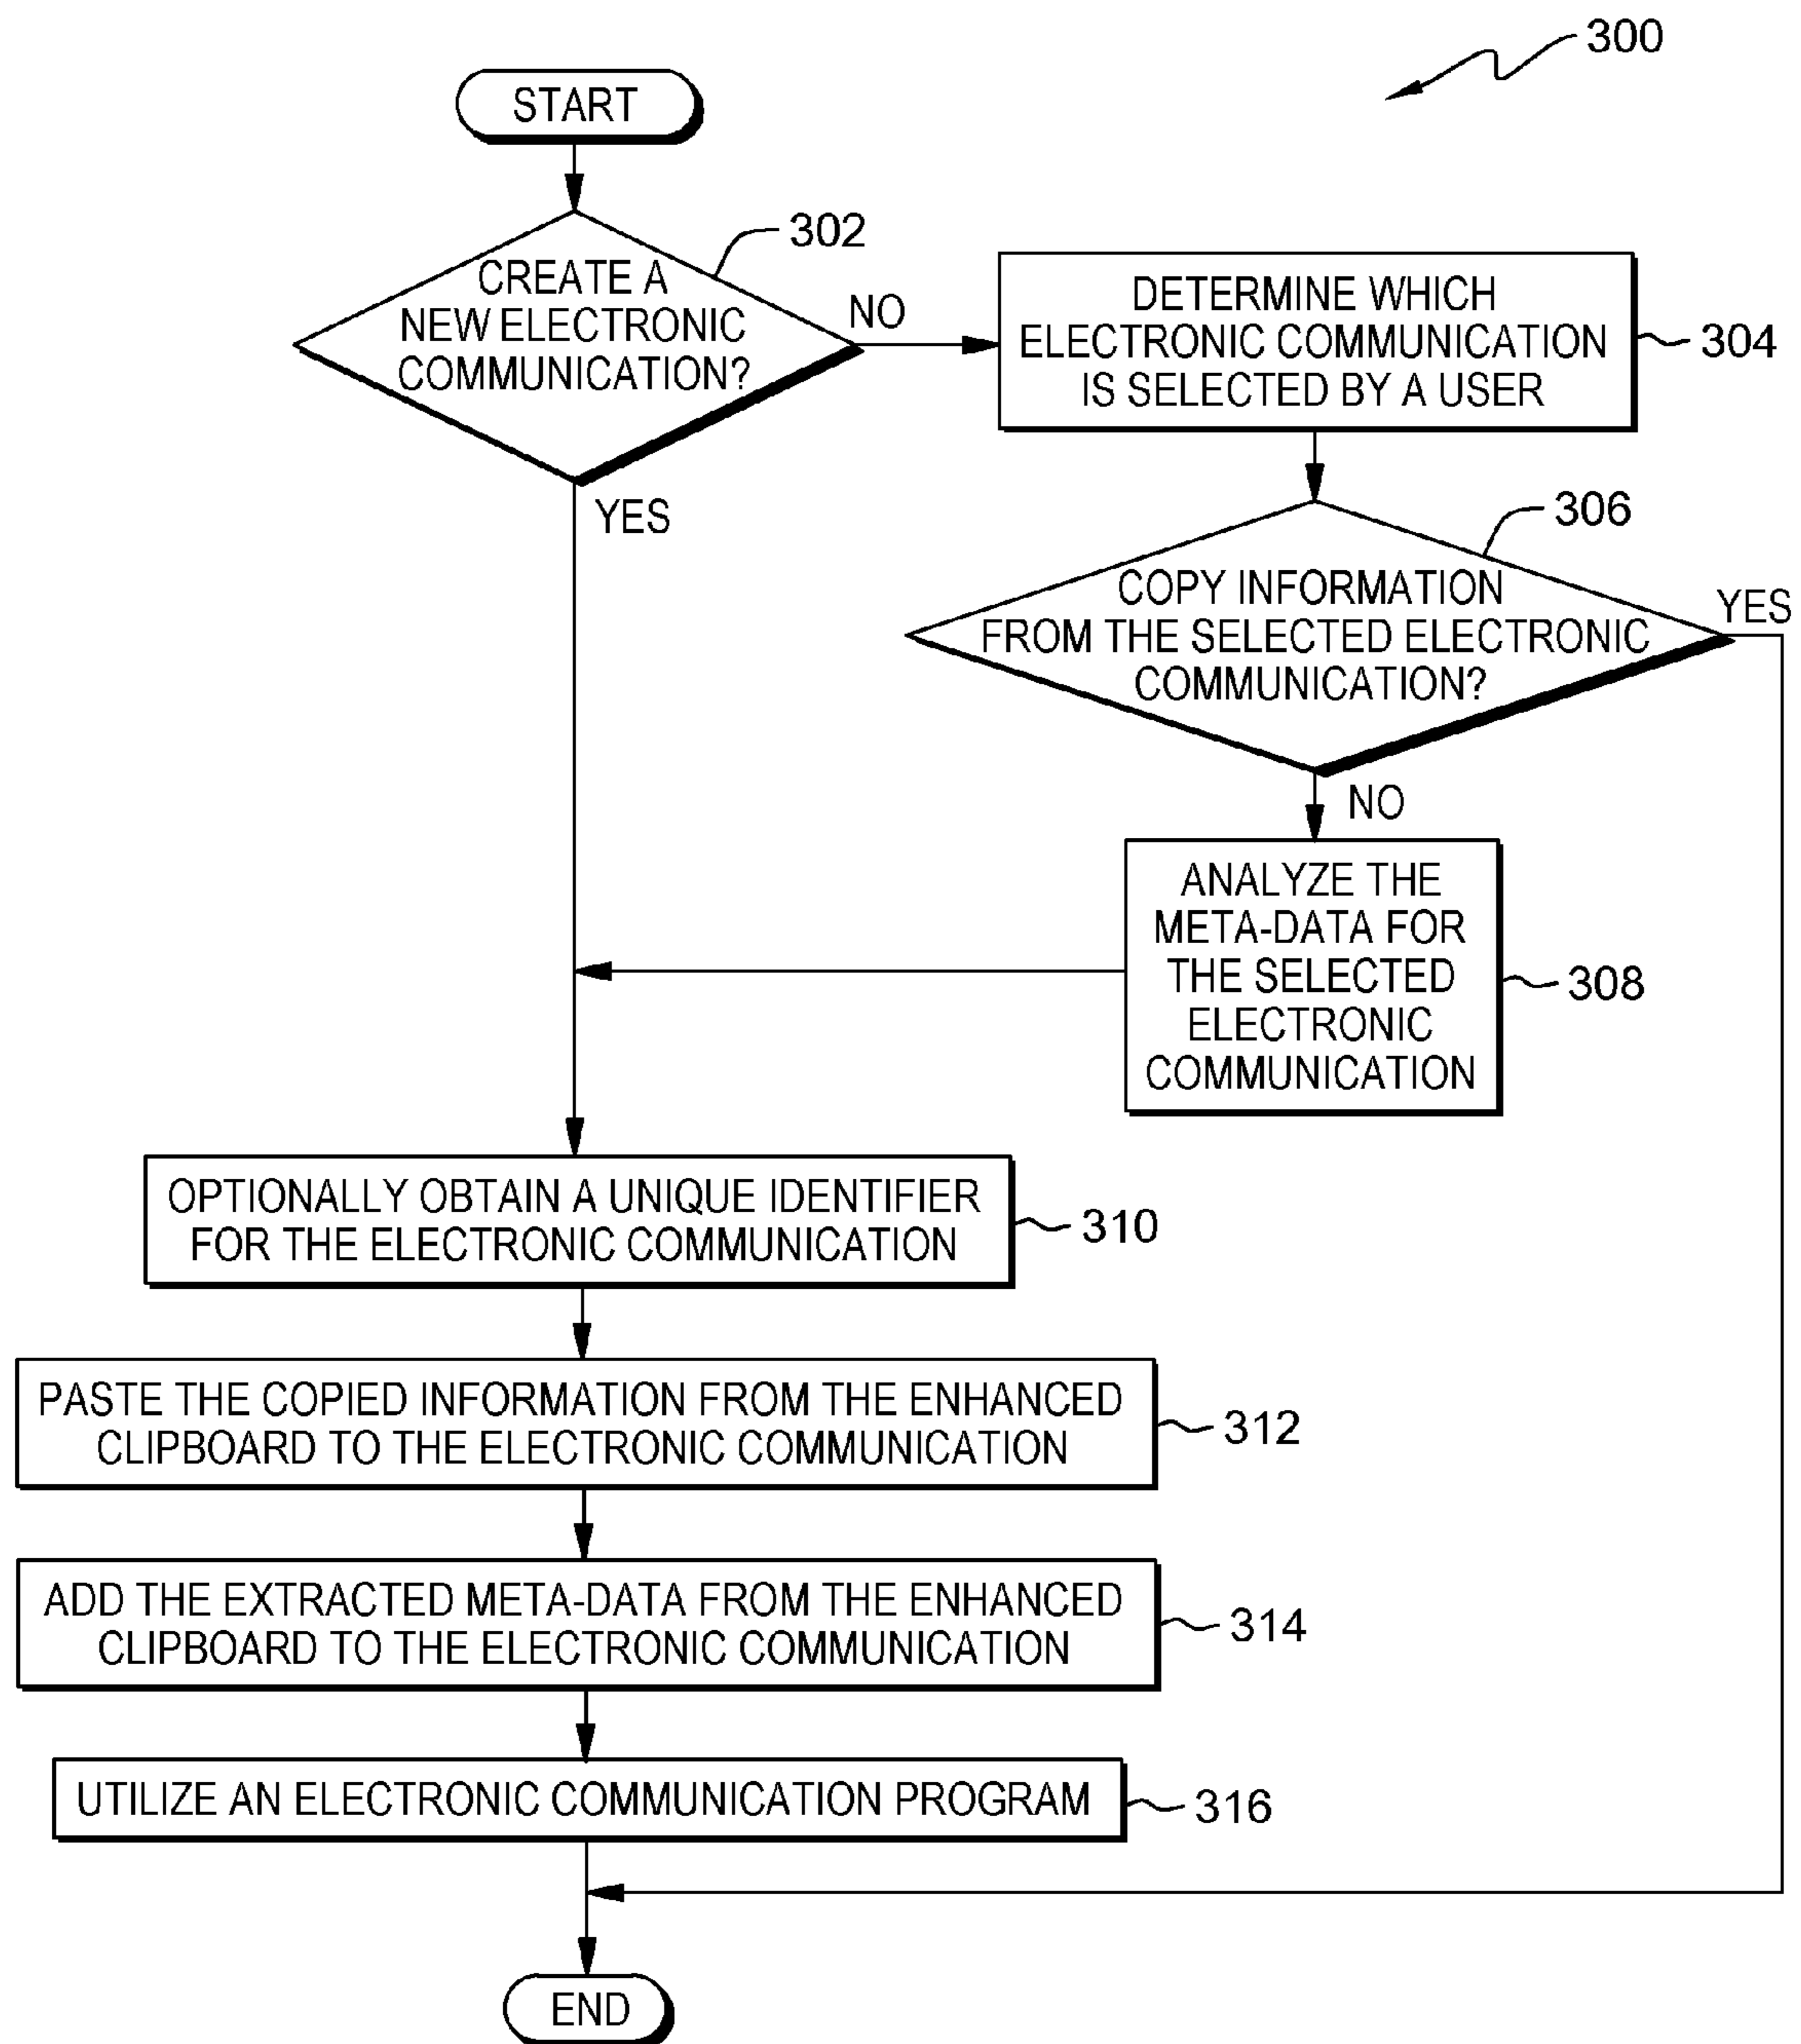 300
START
302
CREATE A
NEW ELECTRONIC
COMMUNICATION?
NO
YES
DETERMINE WHICH
ELECTRONIC COMMUNICATION
IS SELECTED BY A USER
304
306
COPY INFORMATION
FROM THE SELECTED ELECTRONIC
COMMUNICATION?
YES
NO
ANALYZE THE
META-DATA FOR
THE SELECTED
ELECTRONIC
COMMUNICATION
308
OPTIONALLY OBTAIN A UNIQUE IDENTIFIER
FOR THE ELECTRONIC COMMUNICATION
310
PASTE THE COPIED INFORMATION FROM THE ENHANCED
CLIPBOARD TO THE ELECTRONIC COMMUNICATION
312
ADD THE EXTRACTED META-DATA FROM THE ENHANCED
CLIPBOARD TO THE ELECTRONIC COMMUNICATION
314
UTILIZE AN ELECTRONIC COMMUNICATION PROGRAM
316
END